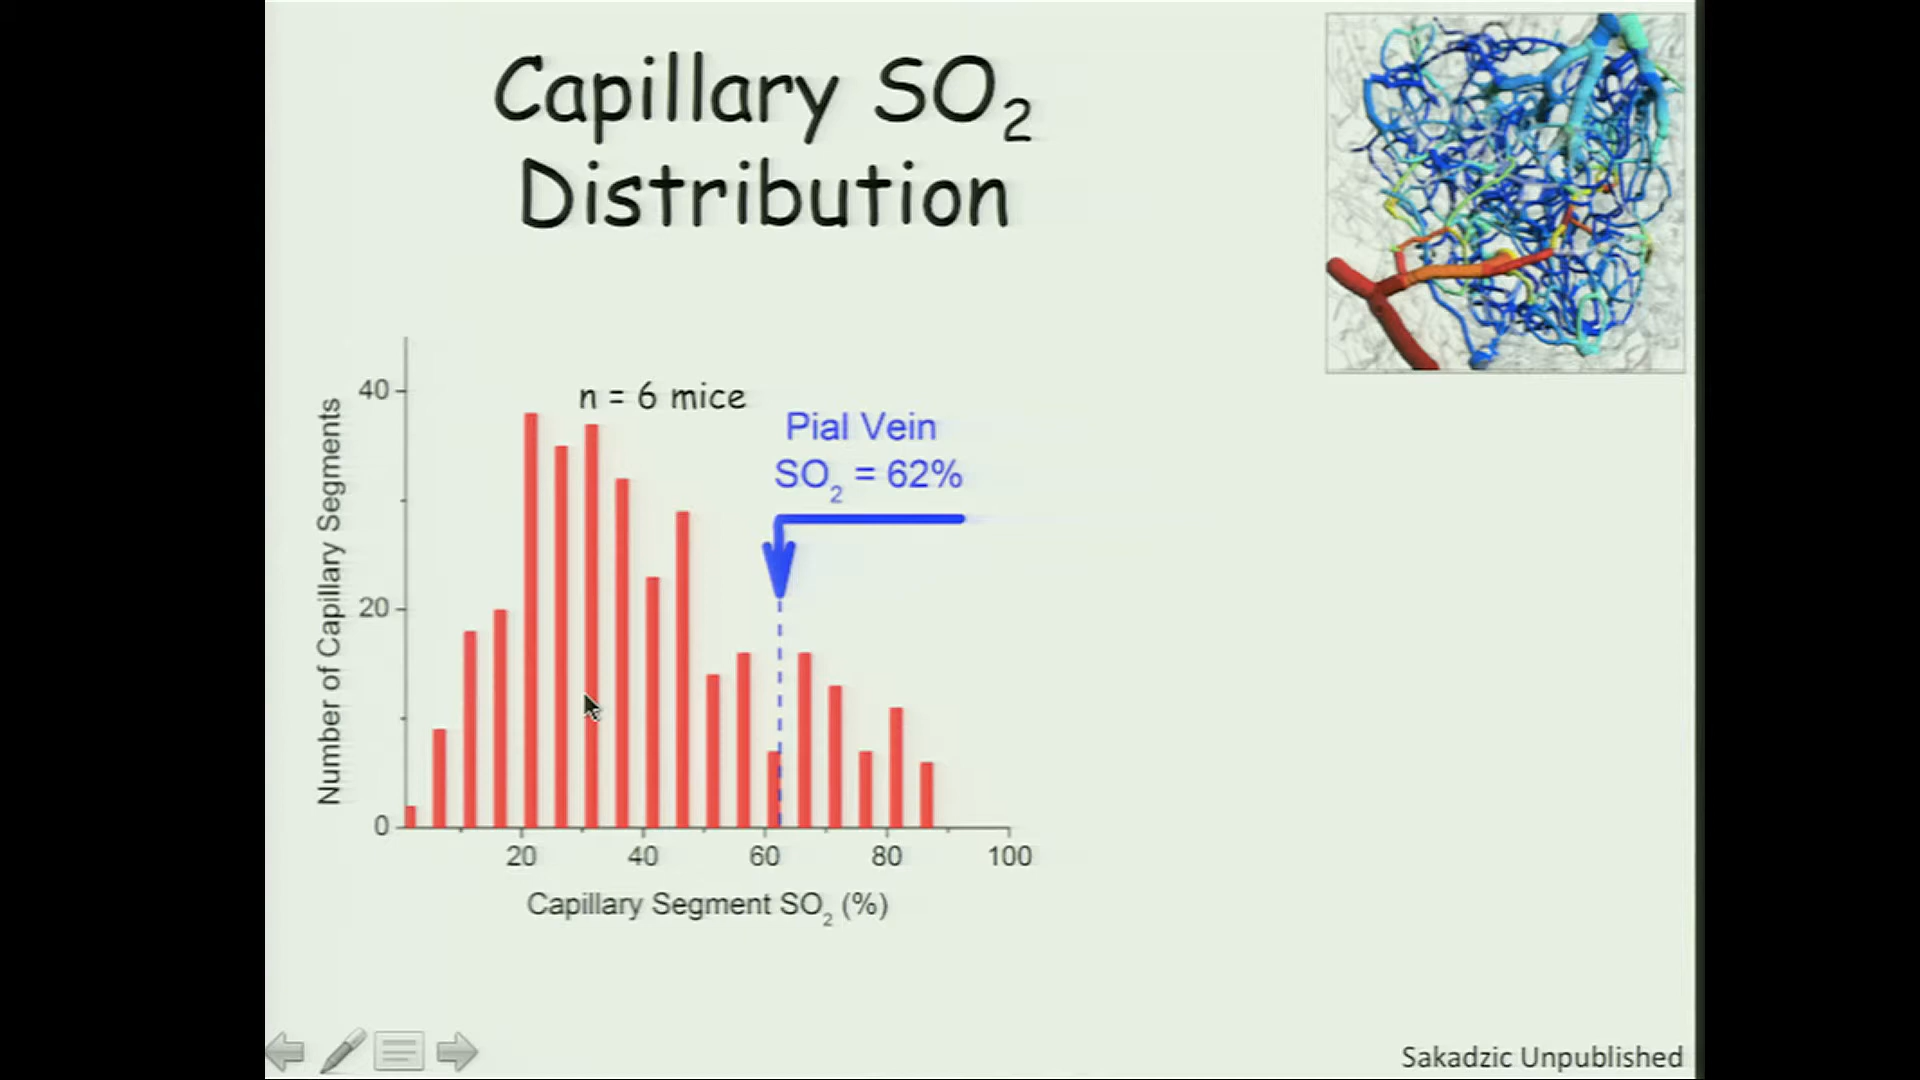 Capillary SO₂
Distribution
n = 6 mice
Pial Vein
SO₂ = 62%
Number of Capillary Segments
40
20
0
20 40 60 80 100
Capillary Segment SO₂ (%)
Sakadzic Unpublished